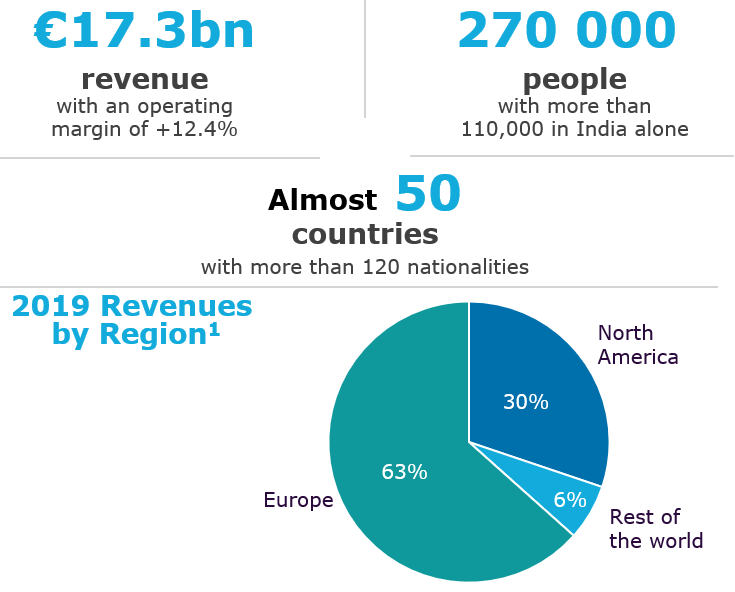 €17.3bn
revenue
with an operating
margin of +12.4%
270 000
people
with more than
110,000 in India alone
Almost 50
countries
with more than 120 nationalities
2019 Revenues
by Region¹
North
America
30%
63%
6%
Europe
Rest of
the world